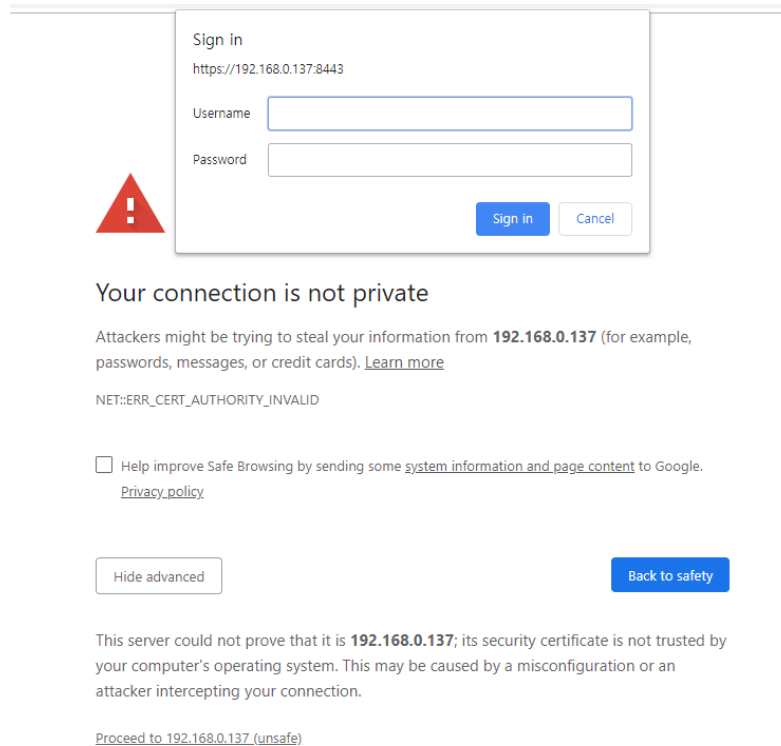 Sign in
https://192.168.0.137:8443
Username
Password
Sign in
Cancel
Your connection is not private
Attackers might be trying to steal your information from 192.168.0.137 (for example,
passwords, messages, or credit cards). Learn more
NET::ERR_CERT_AUTHORITY_INVALID
Help improve Safe Browsing by sending some system information and page content to Google.
Privacy policy
Hide advanced
Back to safety
This server could not prove that it is 192.168.0.137; its security certificate is not trusted by
your computer's operating system. This may be caused by a misconfiguration or an
attacker intercepting your connection.
Proceed to 192.168.0.137 (unsafe)